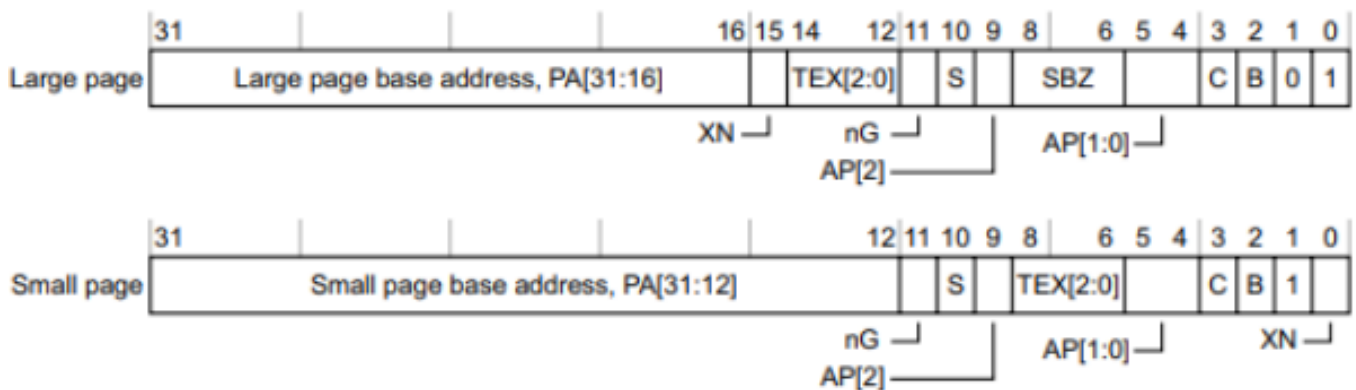 31 16 15 14 12 11 10 9 8 6 5 4 3 2 1 0
Large page Large page base address, PA[31:16] TEX[2:0] S SBZ C B 0 1
XN nG AP[1:0]
AP[2]
31 12 11 10 9 8 6 5 4 3 2 1 0
Small page Small page base address, PA[31:12] S TEX[2:0] C B 1
nG AP[1:0] XN
AP[2]